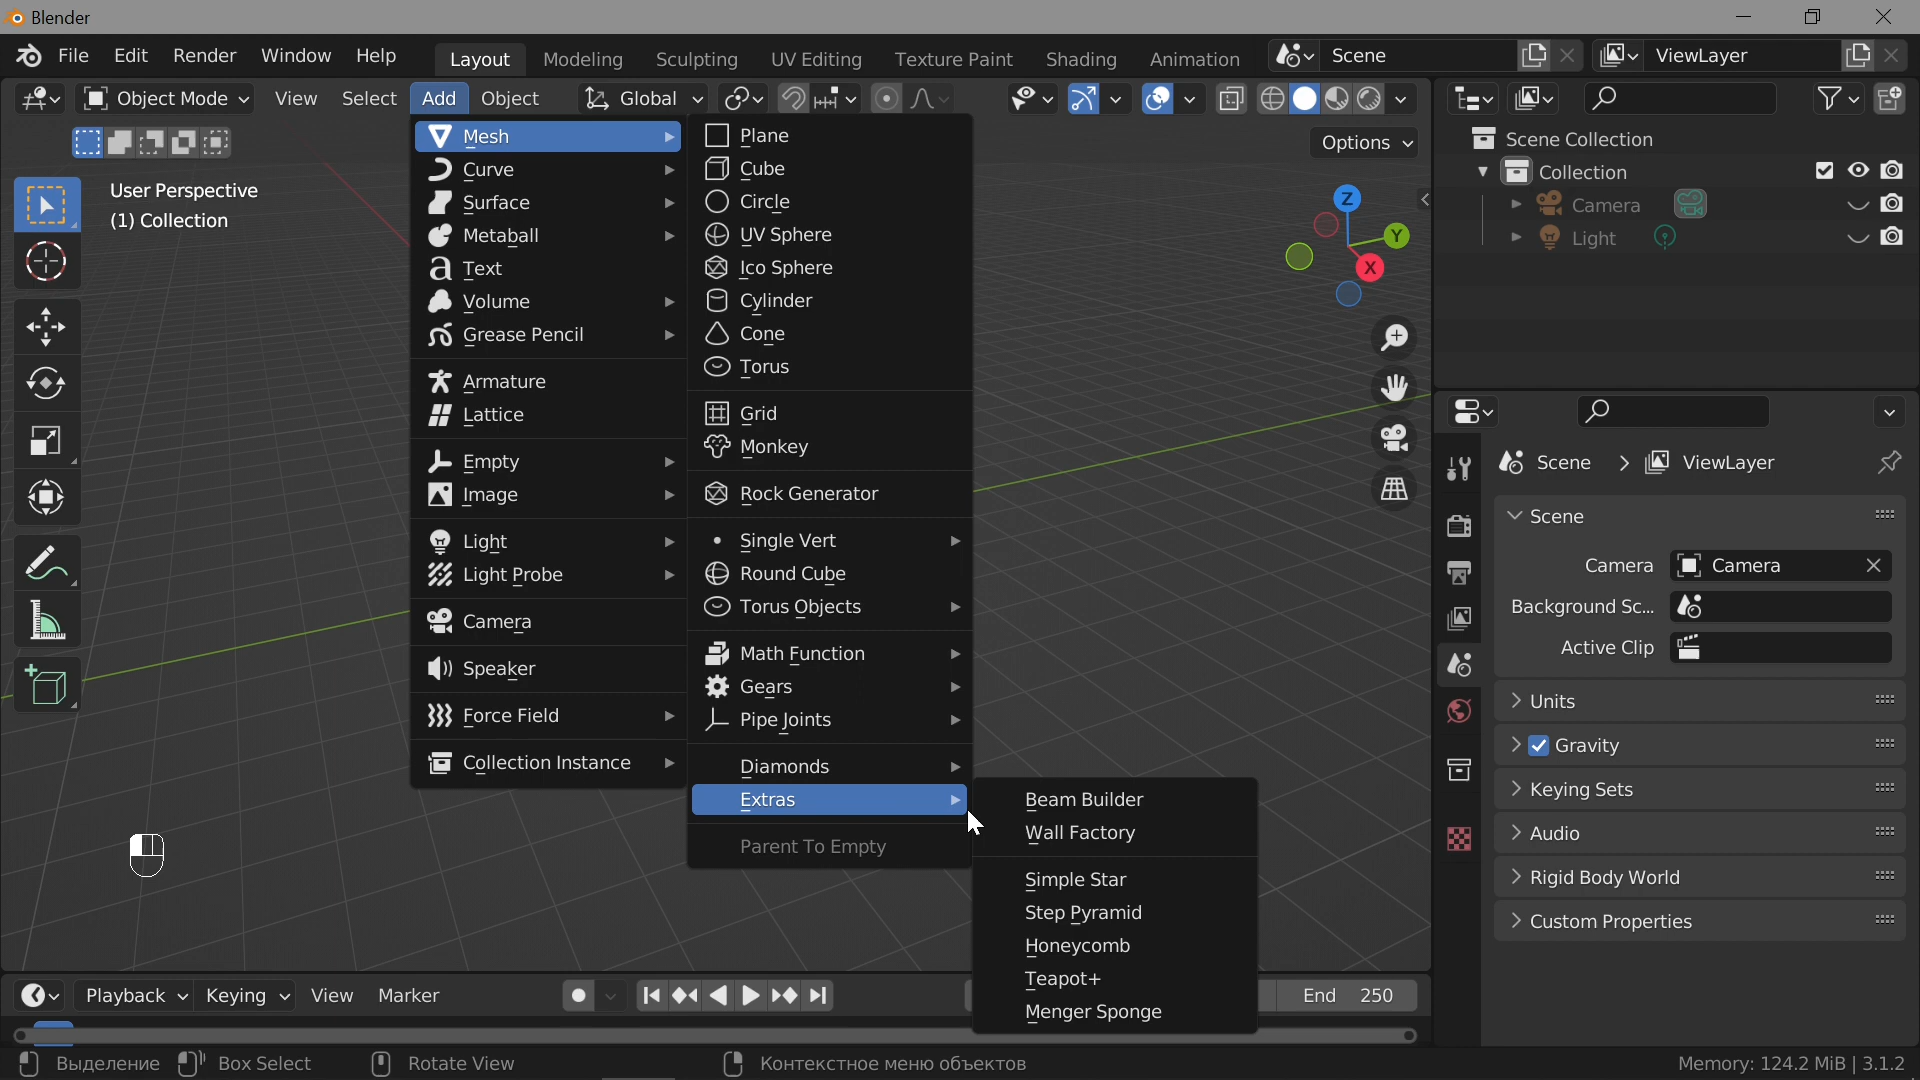 Blender
File Edit Render Window Help Layout Modeling Sculpting UV Editing Texture Paint Shading Animation Scene ViewLayer
Object Mode View Select Add Object Global
Options
User Perspective
(1) Collection
Mesh
Curve
Surface
Metaball
Text
Volume
Grease Pencil
Armature
Lattice
Empty
Image
Light
Light Probe
Camera
Speaker
Force Field
Collection Instance
Plane
Cube
Circle
UV Sphere
Ico Sphere
Cylinder
Cone
Torus
Grid
Monkey
Rock Generator
Single Vert
Round Cube
Torus Objects
Math Function
Gears
Pipe Joints
Diamonds
Extras
Parent To Empty
Beam Builder
Wall Factory
Simple Star
Step Pyramid
Honeycomb
Teapot+
Menger Sponge
Z
Y
X
Scene Collection
Collection
Camera
Light
Scene > ViewLayer
Scene
Camera Camera
Background Sc...
Active Clip
Units
Gravity
Keying Sets
Audio
Rigid Body World
Custom Properties
Playback Keying View Marker End 250
Выделение Box Select Rotate View Контекстное меню объектов Memory: 124.2 MiB | 3.1.2